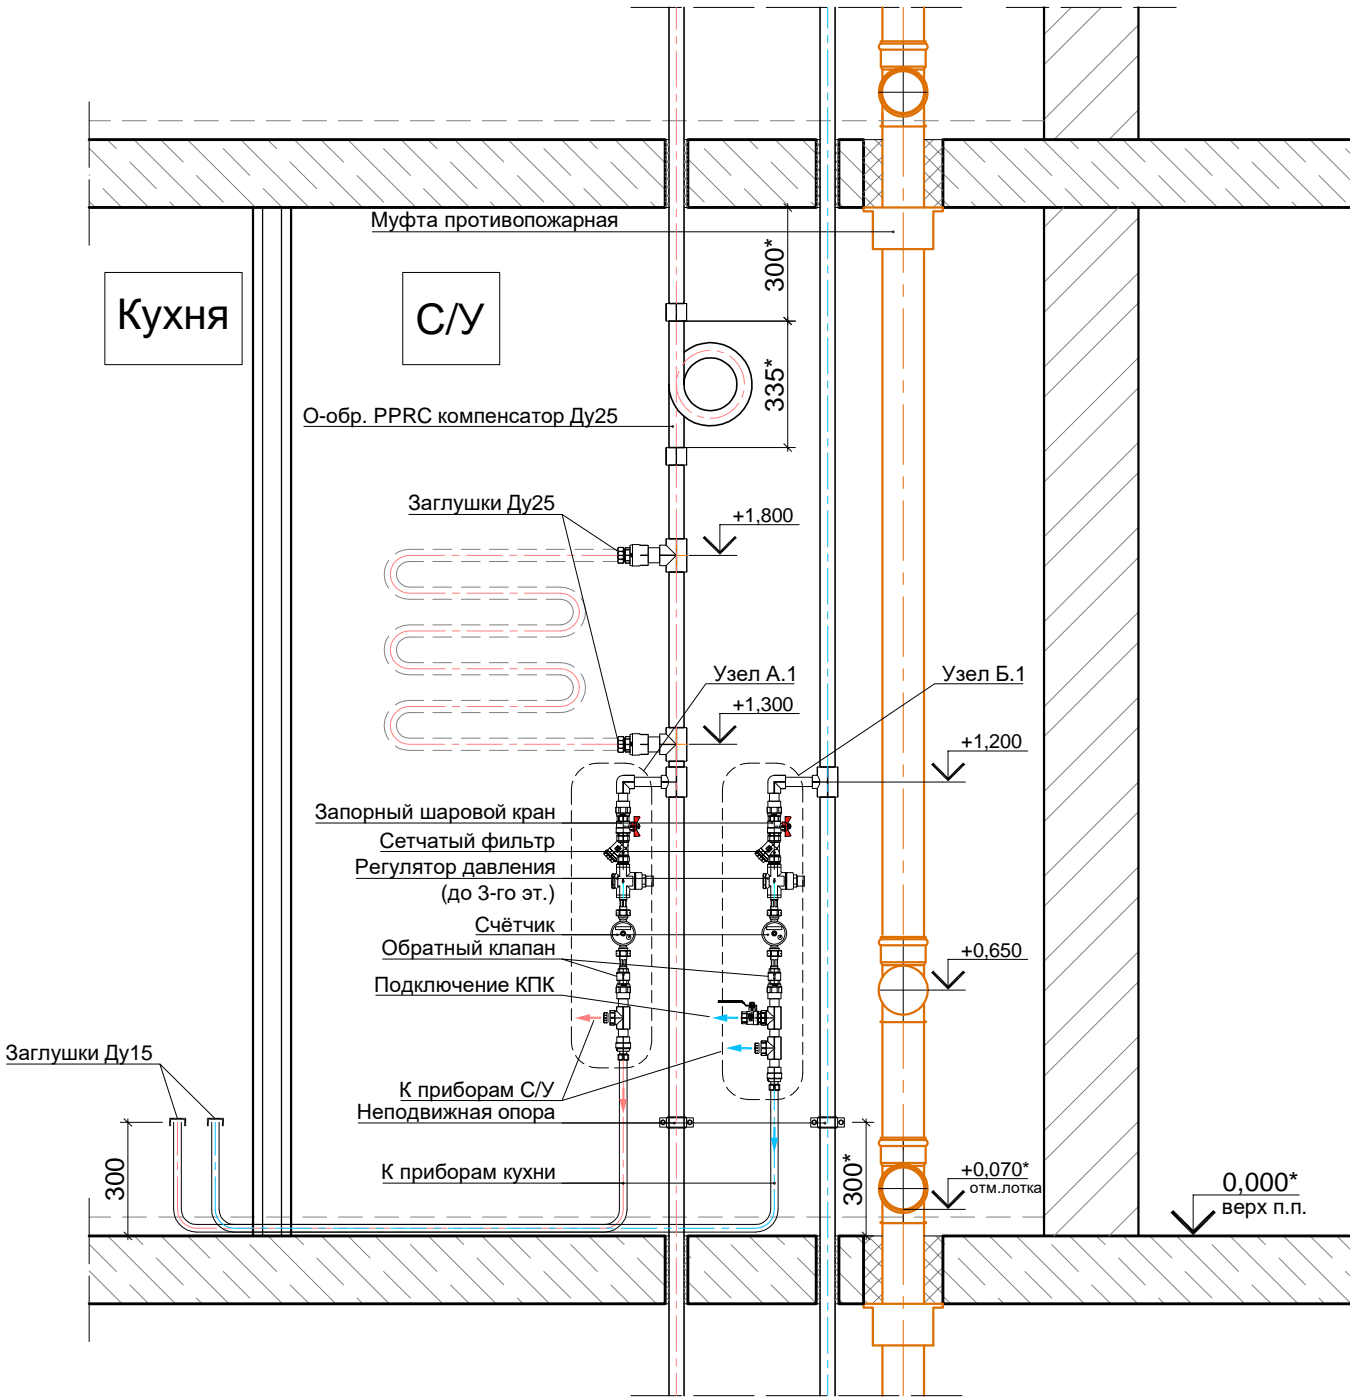 Муфта противопожарная
300*
Кухня
С/У
335*
О-обр. PPRC компенсатор Ду25
Заглушки Ду25
+1,800
Узел А.1
Узел Б.1
+1,300
+1,200
Запорный шаровой кран
Сетчатый фильтр
Регулятор давления
(до 3-го эт.)
Счётчик
Обратный клапан
+0,650
Подключение КПК
Заглушки Ду15
К приборам С/У
Неподвижная опора
300
К приборам кухни
300*
+0,070*
отм.лотка
0,000*
верх п.п.